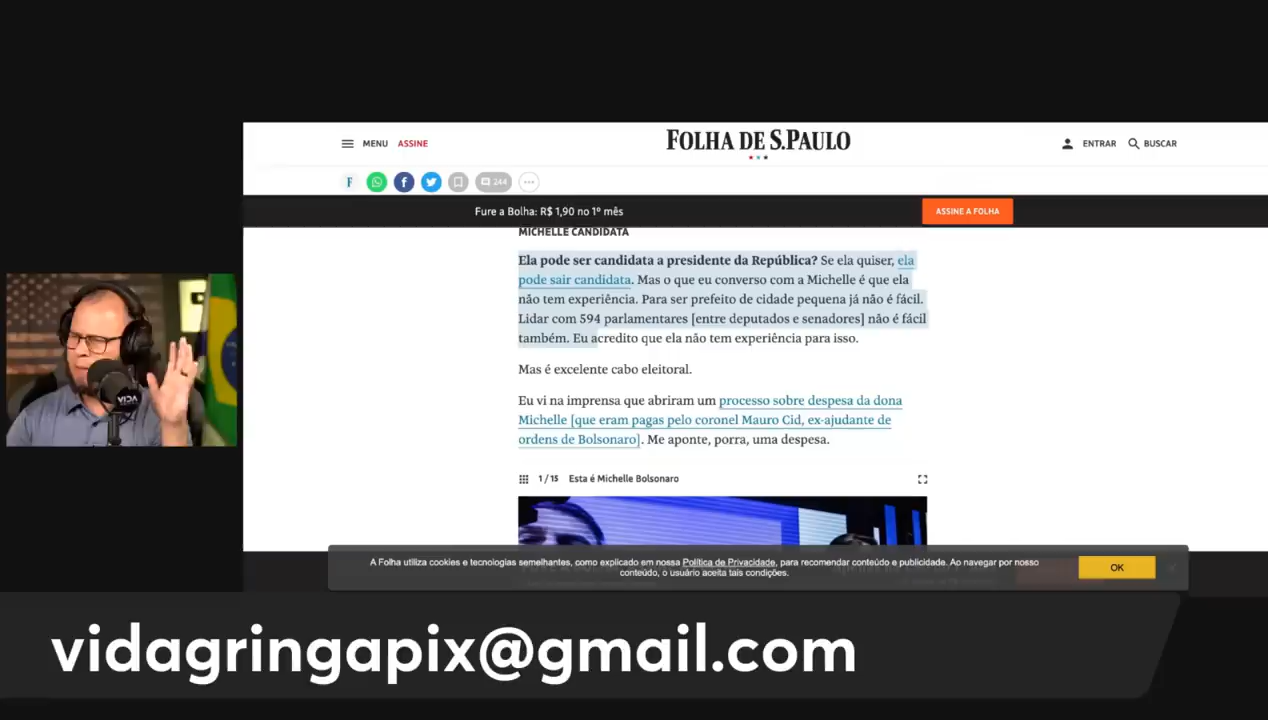 MENU ASSINE
FOLHA DE S.PAULO
ENTRAR BUSCAR
F
244
Fure a Bolha: R$ 1,90 no 1º mês
ASSINE A FOLHA
MICHELLE CANDIDATA
Ela pode ser candidata a presidente da República? Se ela quiser, ela
pode sair candidata. Mas o que eu converso com a Michelle é que ela
não tem experiência. Para ser prefeito de cidade pequena já não é fácil.
Lidar com 594 parlamentares [entre deputados e senadores] não é fácil
também. Eu acredito que ela não tem experiência para isso.
Mas é excelente cabo eleitoral.
Eu vi na imprensa que abriram um processo sobre despesa da dona
Michelle [que eram pagas pelo coronel Mauro Cid, ex-ajudante de
ordens de Bolsonaro]. Me aponte, porra, uma despesa.
1 / 15 Esta é Michelle Bolsonaro
A Folha utiliza cookies e tecnologias semelhantes, como explicado em nossa Política de Privacidade, para recomendar conteúdo e publicidade. Ao navegar por nosso
conteúdo, o usuário aceita tais condições.
OK
VIDA
vidagringapix@gmail.com